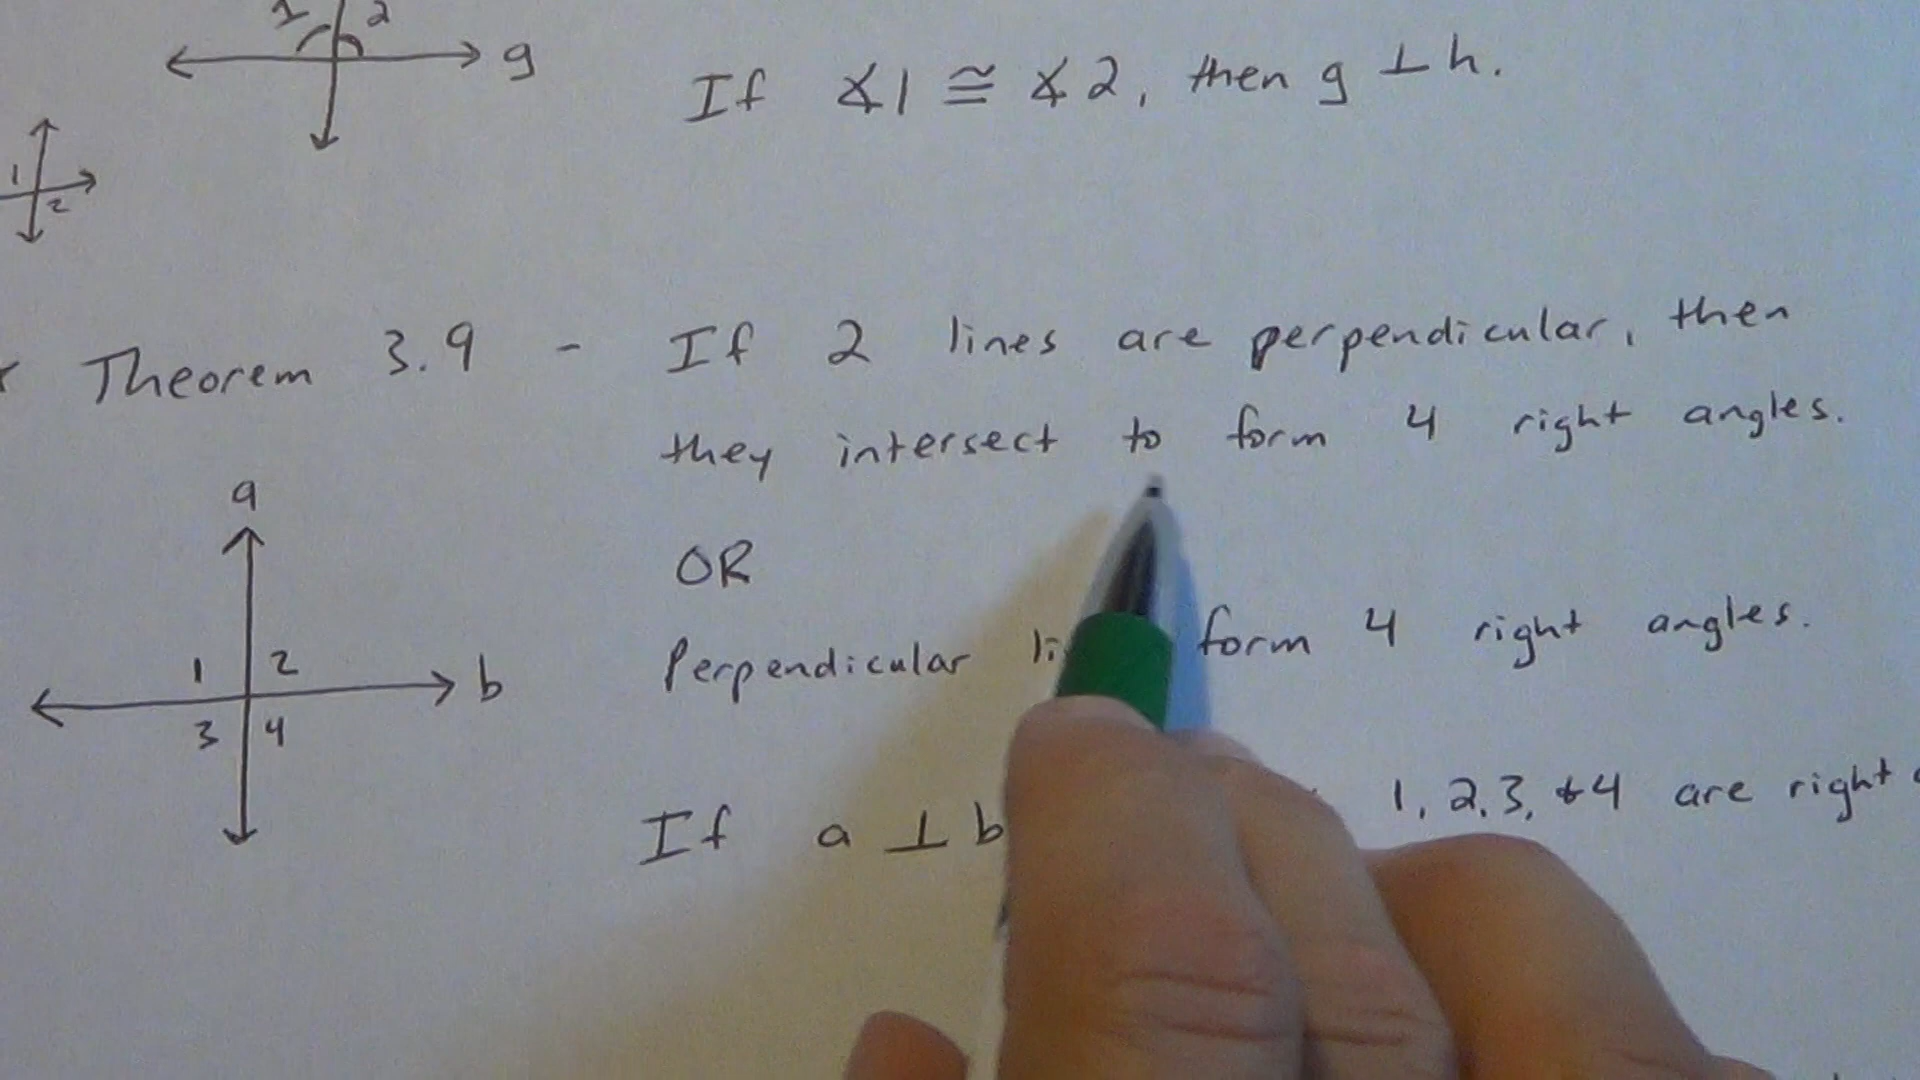 1 2
g
If ∡1 ≅ ∡2, then g ⊥ h.
1
2
Theorem 3.9 - If 2 lines are perpendicular, then
they intersect to form 4 right angles.
a
OR
1 2
b
Perpendicular form 4 right angles.
3 4
If a ⊥ b 1, 2, 3, & 4 are right